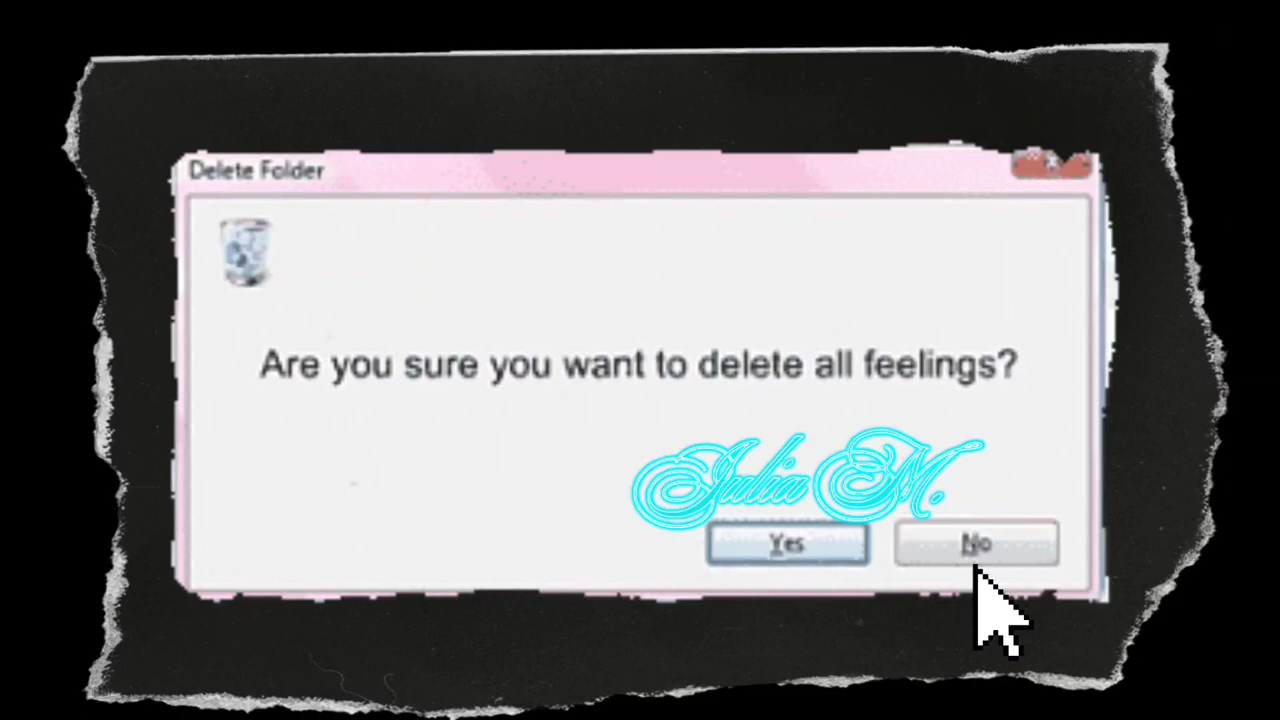 Delete Folder
Are you sure you want to delete all feelings?
Julia M.
Yes
No